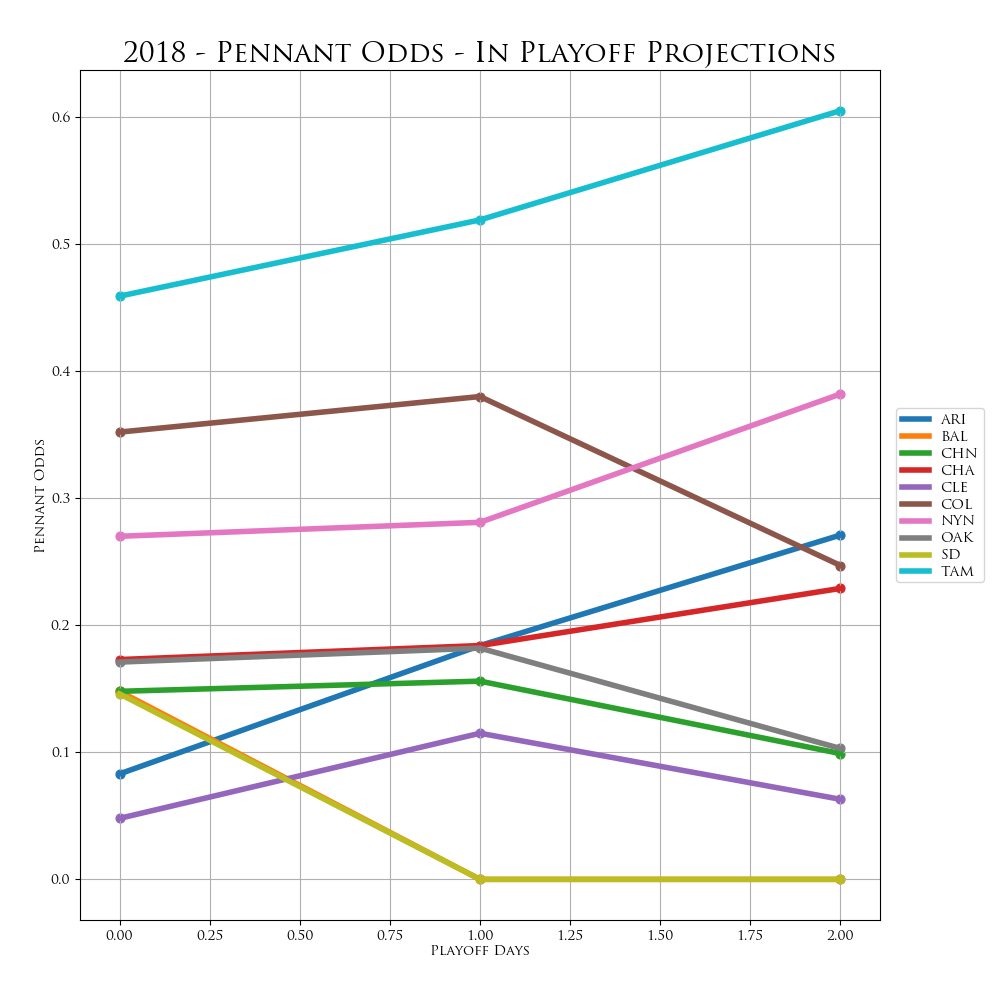 2018 - Pennant Odds - In Playoff Projections
0.6
0.5
0.4
0.3
0.2
0.1
0.0
Pennant Odds
0.00 0.25 0.50 0.75 1.00 1.25 1.50 1.75 2.00
Playoff Days
ARI
BAL
CHN
CHA
CLE
COL
NYN
OAK
SD
TAM